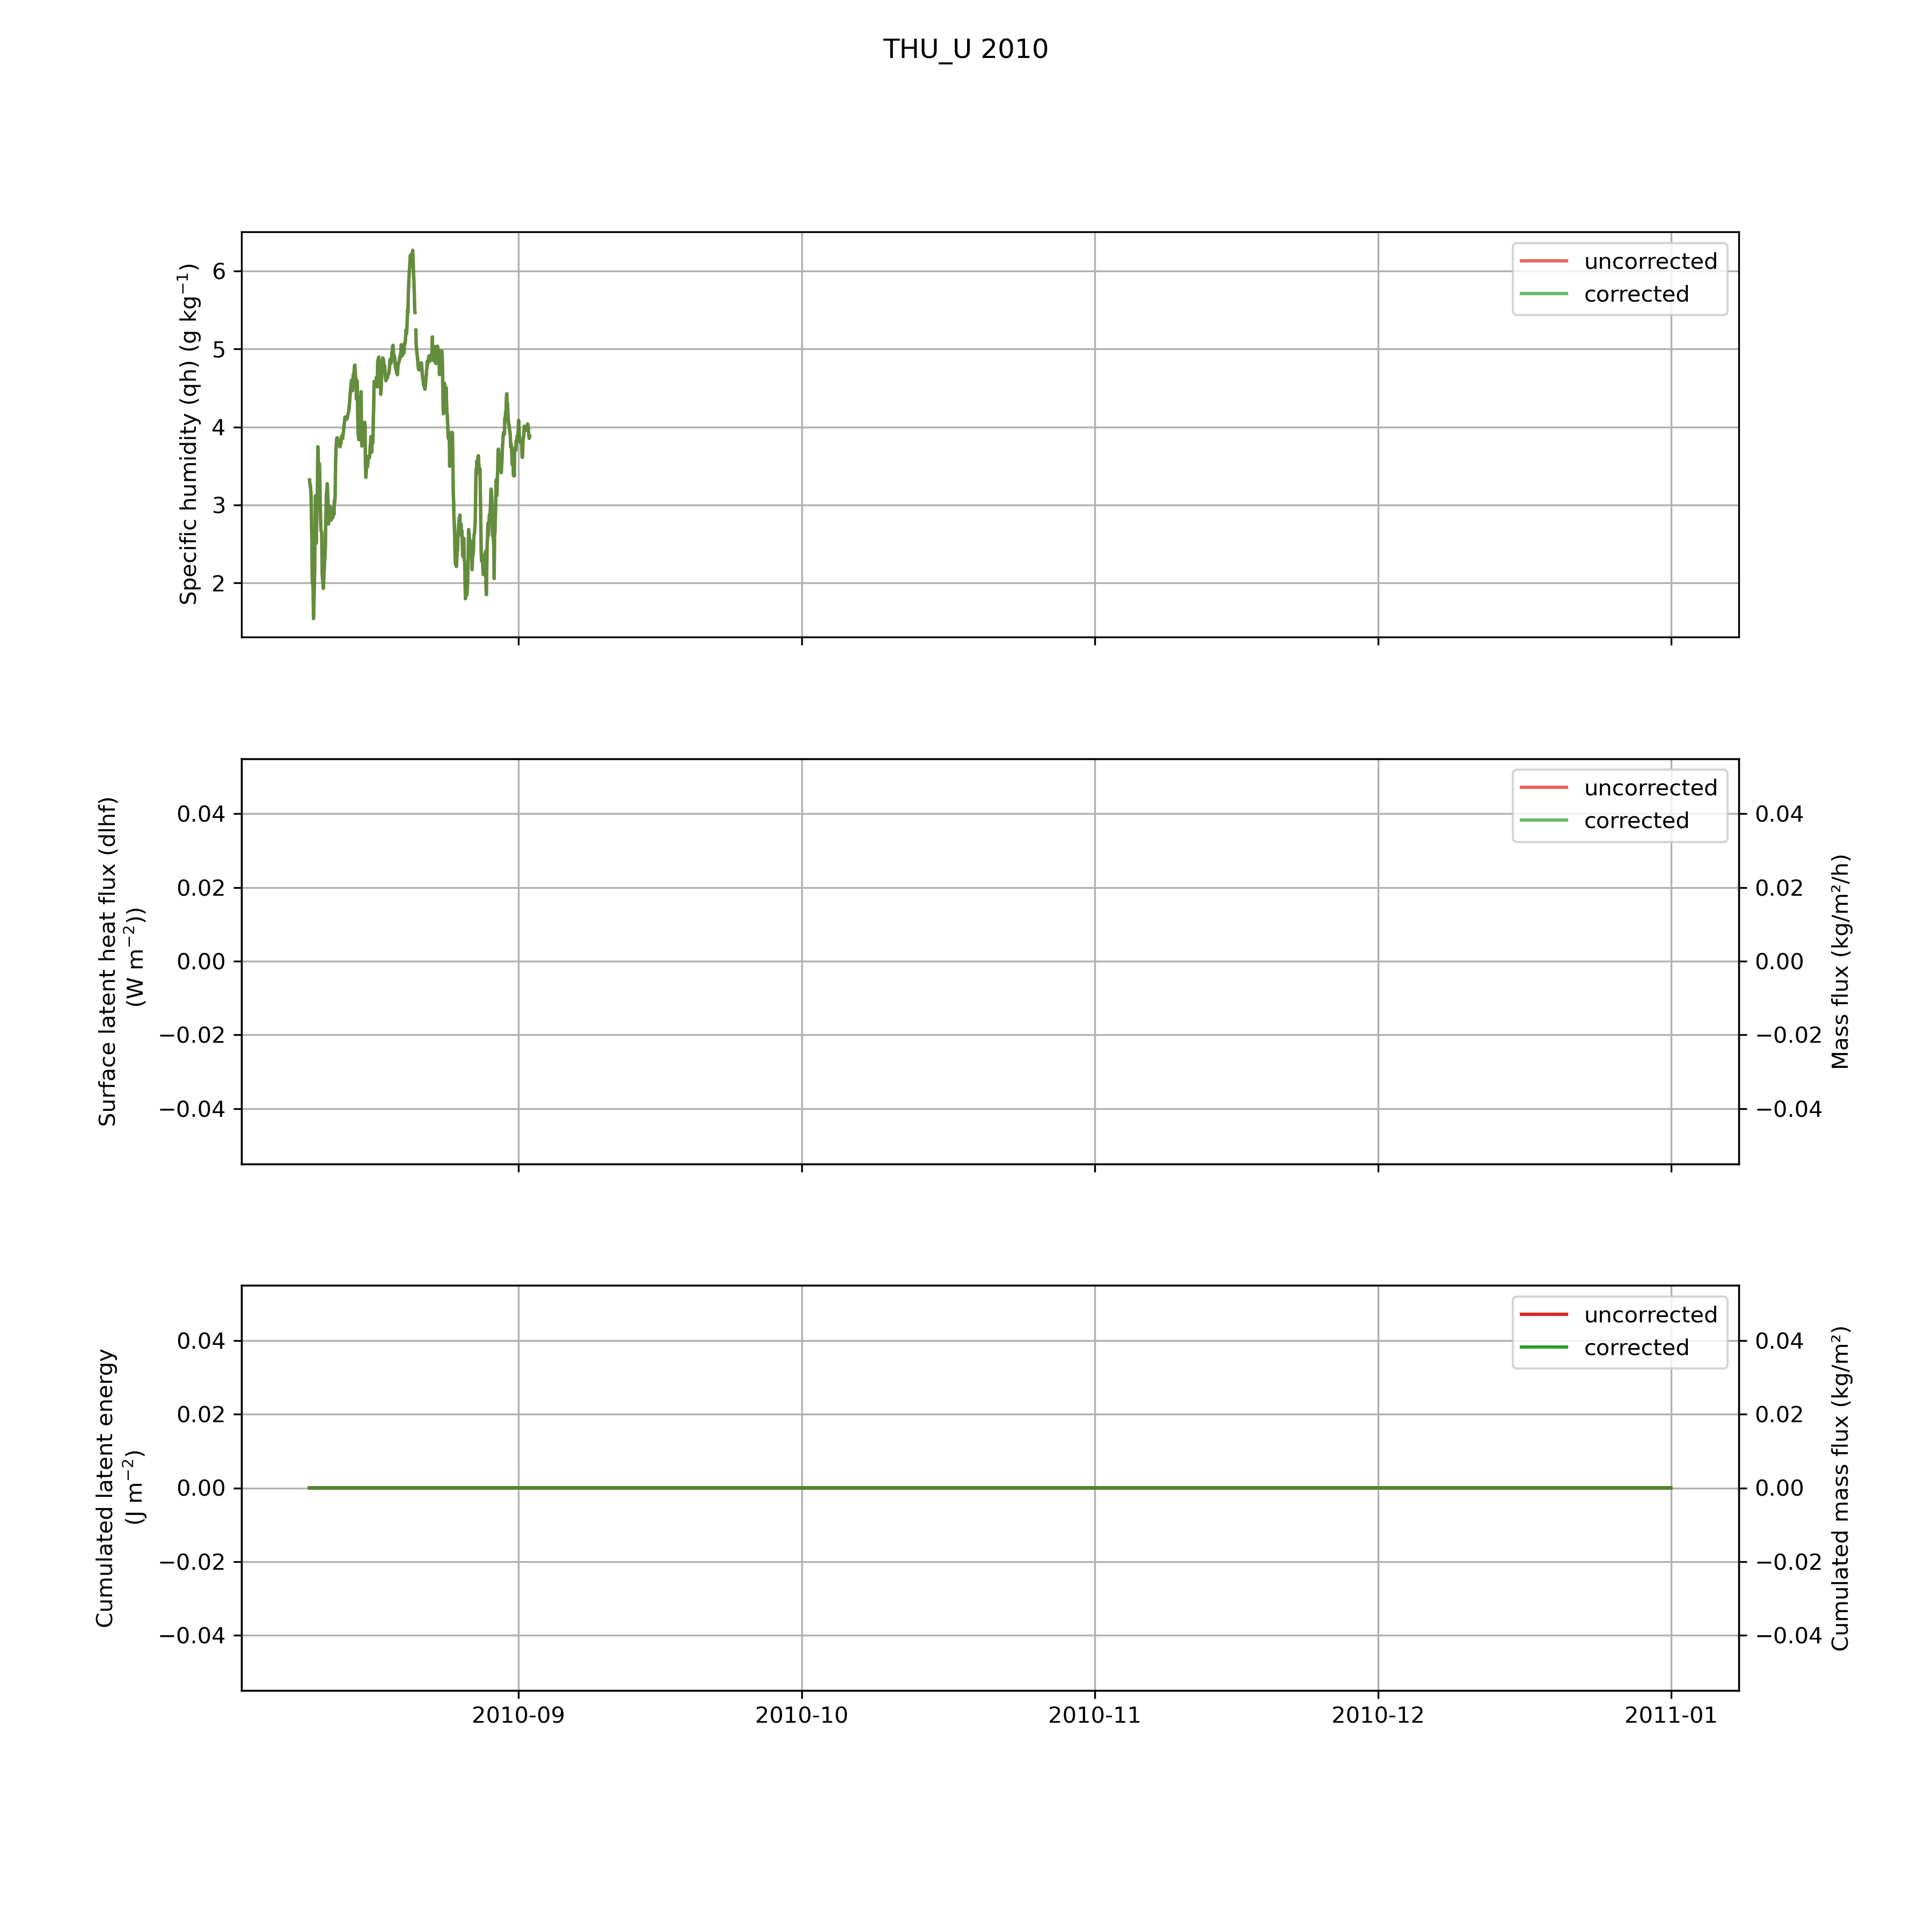 THU_U 2010
Specific humidity (qh) (g kg⁻¹)
6
5
4
3
2
uncorrected
corrected
Surface latent heat flux (dlhf)
(W m⁻²))
0.04
0.02
0.00
−0.02
−0.04
uncorrected
corrected
0.04
0.02
0.00
−0.02
−0.04
Mass flux (kg/m²/h)
Cumulated latent energy
(J m⁻²)
0.04
0.02
0.00
−0.02
−0.04
uncorrected
corrected
0.04
0.02
0.00
−0.02
−0.04
Cumulated mass flux (kg/m²)
2010-09
2010-10
2010-11
2010-12
2011-01